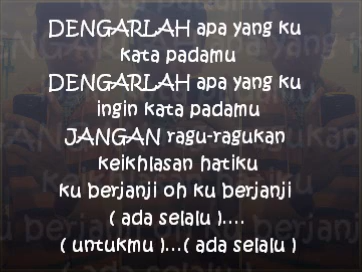 DENGARLAH apa yang ku
kata padamu
DENGARLAH apa yang ku
ingin kata padamu
JANGAN ragu-ragukan
keikhlasan hatiku
ku berjanji oh ku berjanji
( ada selalu )....
( untukmu )...( ada selalu )